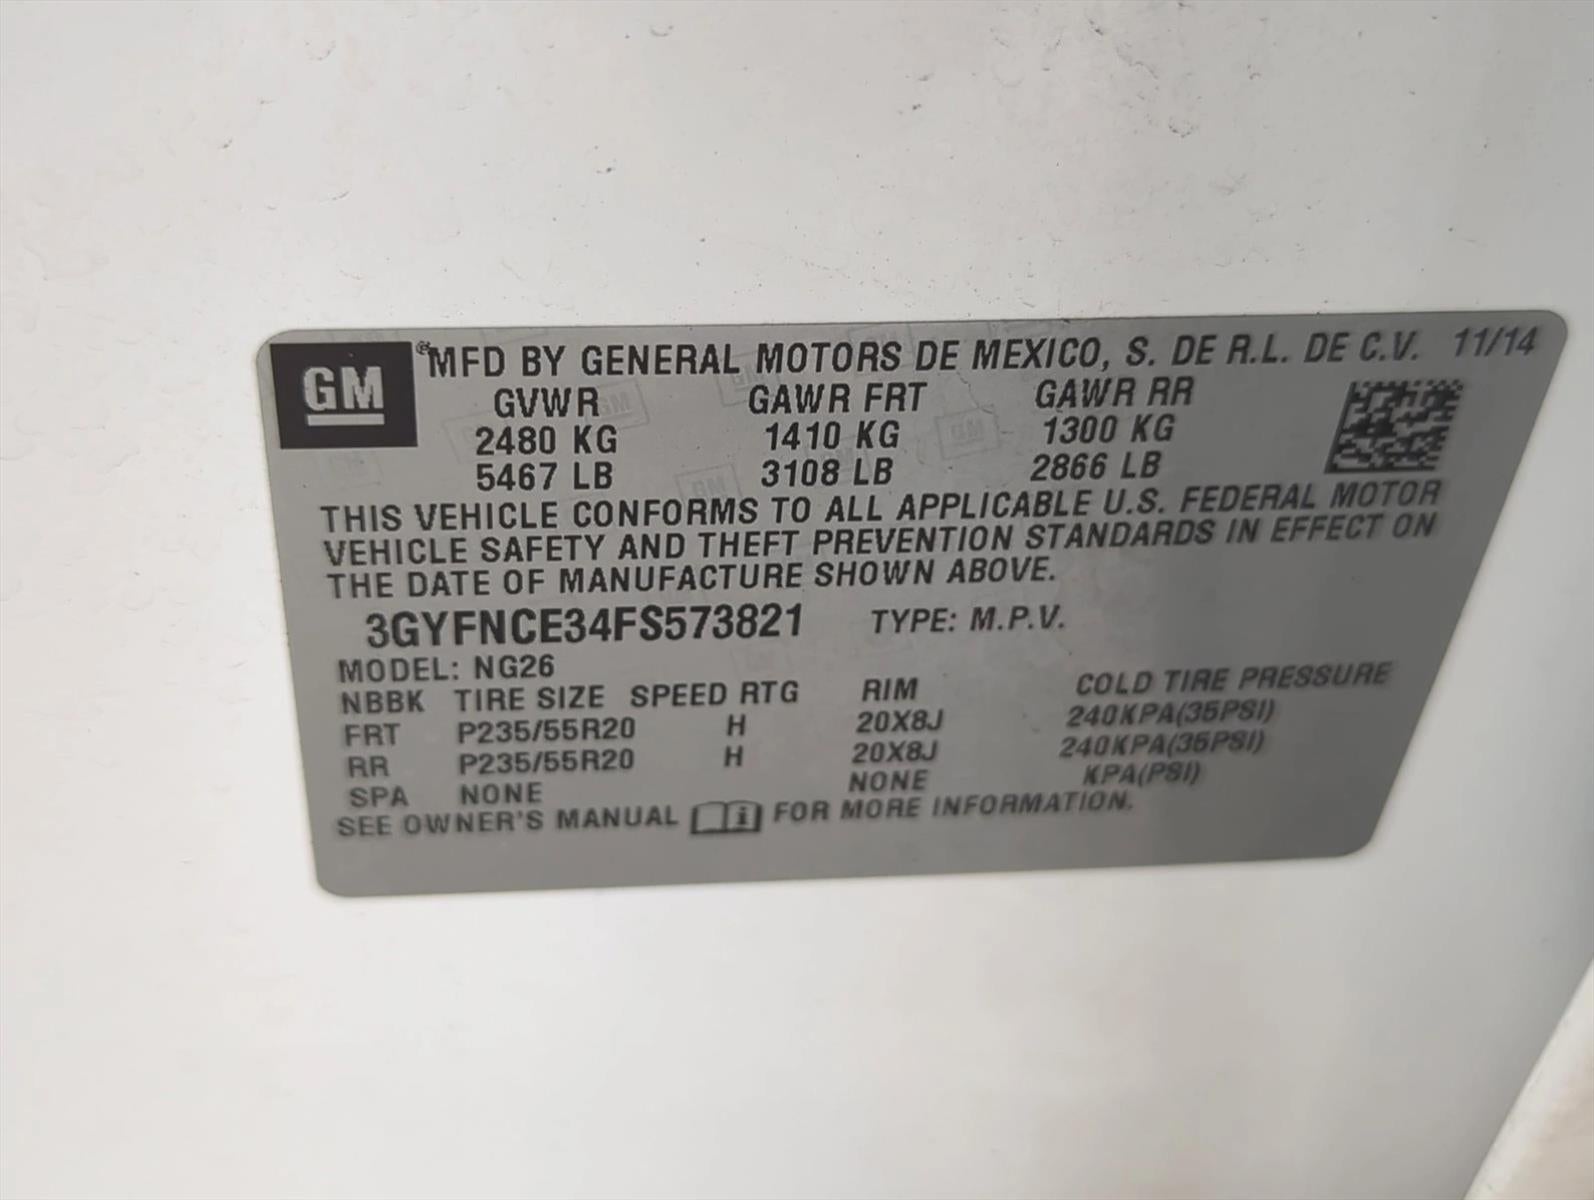 GM ® MFD BY GENERAL MOTORS DE MEXICO, S. DE R.L. DE C.V. 11/14
GVWR GAWR FRT GAWR RR
2480 KG 1410 KG 1300 KG
5467 LB 3108 LB 2866 LB
THIS VEHICLE CONFORMS TO ALL APPLICABLE U.S. FEDERAL MOTOR
VEHICLE SAFETY AND THEFT PREVENTION STANDARDS IN EFFECT ON
THE DATE OF MANUFACTURE SHOWN ABOVE.
3GYFNCE34FS573821 TYPE: M.P.V.
MODEL: NG26
NBBK TIRE SIZE SPEED RTG RIM COLD TIRE PRESSURE
FRT P235/55R20 H 20X8J 240KPA(35PSI)
RR P235/55R20 H 20X8J 240KPA(35PSI)
SPA NONE NONE KPA(PSI)
SEE OWNER'S MANUAL i FOR MORE INFORMATION.